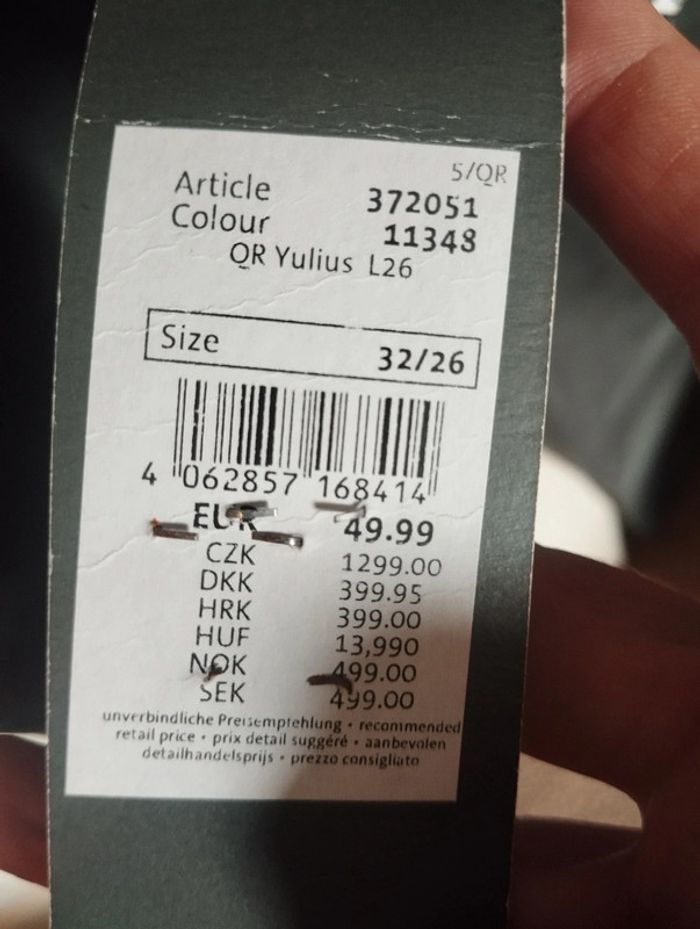 5/QR
Article 372051
Colour 11348
QR Yulius L26
Size 32/26
4 062857 168414
EUR 49.99
CZK 1299.00
DKK 399.95
HRK 399.00
HUF 13,990
NOK 499.00
SEK 499.00
unverbindliche Preisempfehlung • recommended
retail price • prix detail suggéré • aanbevolen
detailhandelsprijs • prezzo consigliato